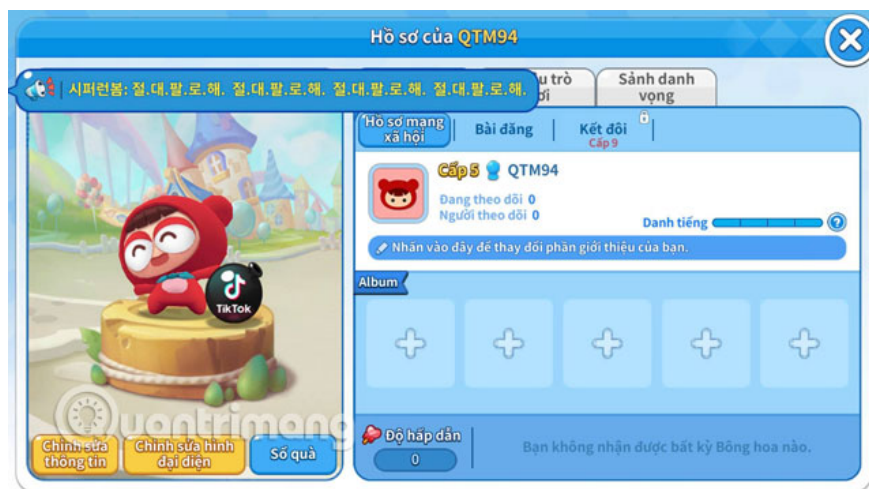 Hồ sơ của QTM94
시퍼런봄: 절.대.팔.로.해. 절.대.팔.로.해. 절.대.팔.로.해. 절.대.팔.로.해.
trò
Sảnh danh
vọng
Hồ sơ mạng
xã hội
Bài đăng
Kết đôi
Cấp 9
Cấp 5 QTM94
Đang theo dõi 0
Người theo dõi 0
Danh tiếng
?
Nhấn vào đây để thay đổi phần giới thiệu của bạn.
Album
TikTok
Quantrimang
Chỉnh sửa
thông tin
Chỉnh sửa hình
đại diện
Sổ quà
Độ hấp dẫn
0
Bạn không nhận được bất kỳ Bông hoa nào.